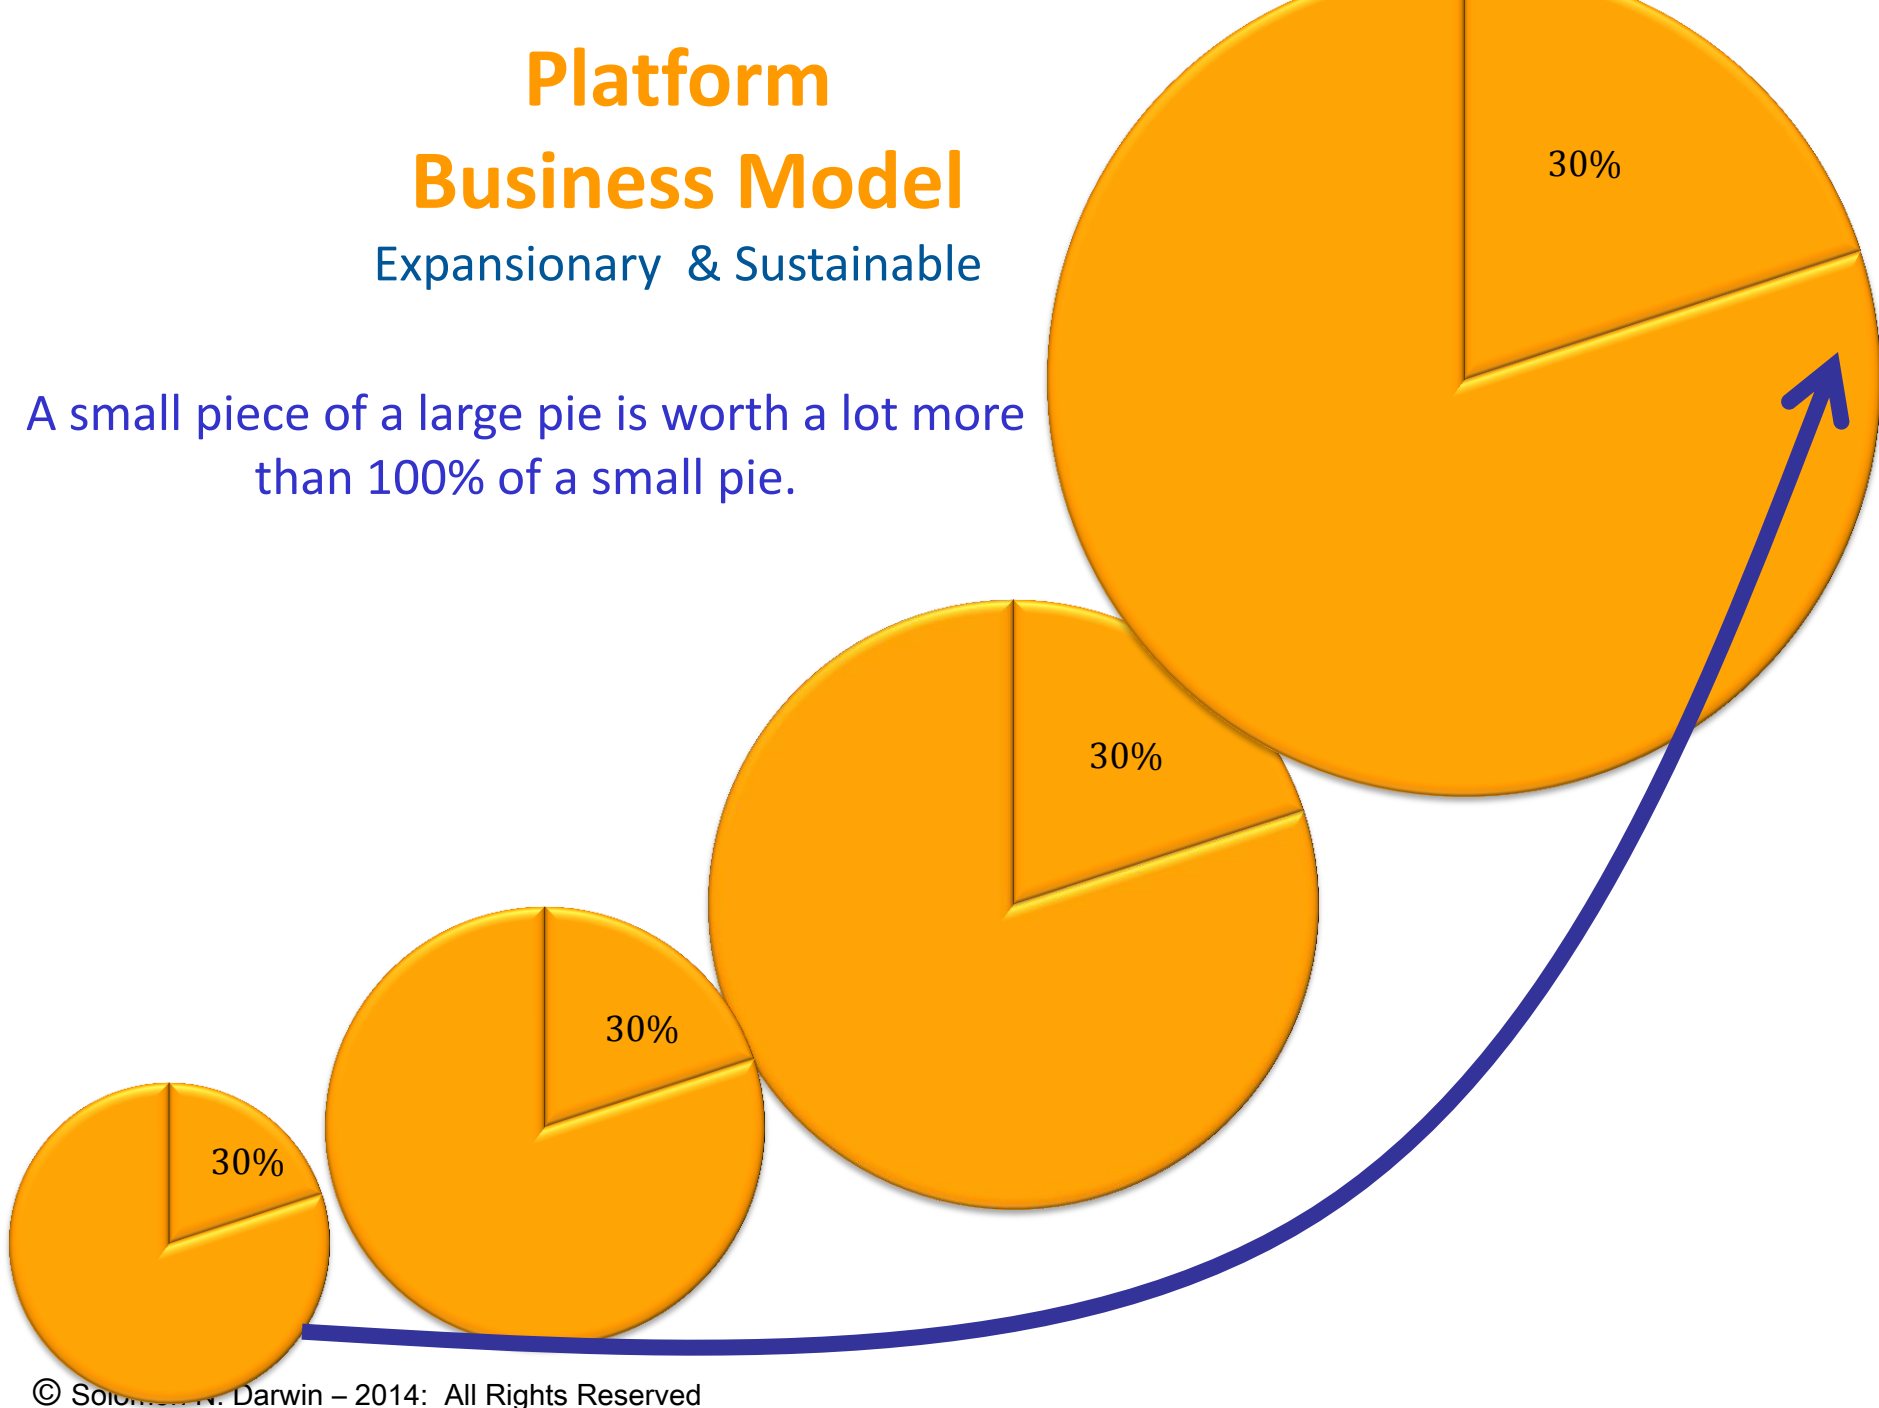 Platform
Business Model
Expansionary & Sustainable
A small piece of a large pie is worth a lot more
than 100% of a small pie.
30%
30%
30%
30%
© Solomon N. Darwin – 2014: All Rights Reserved